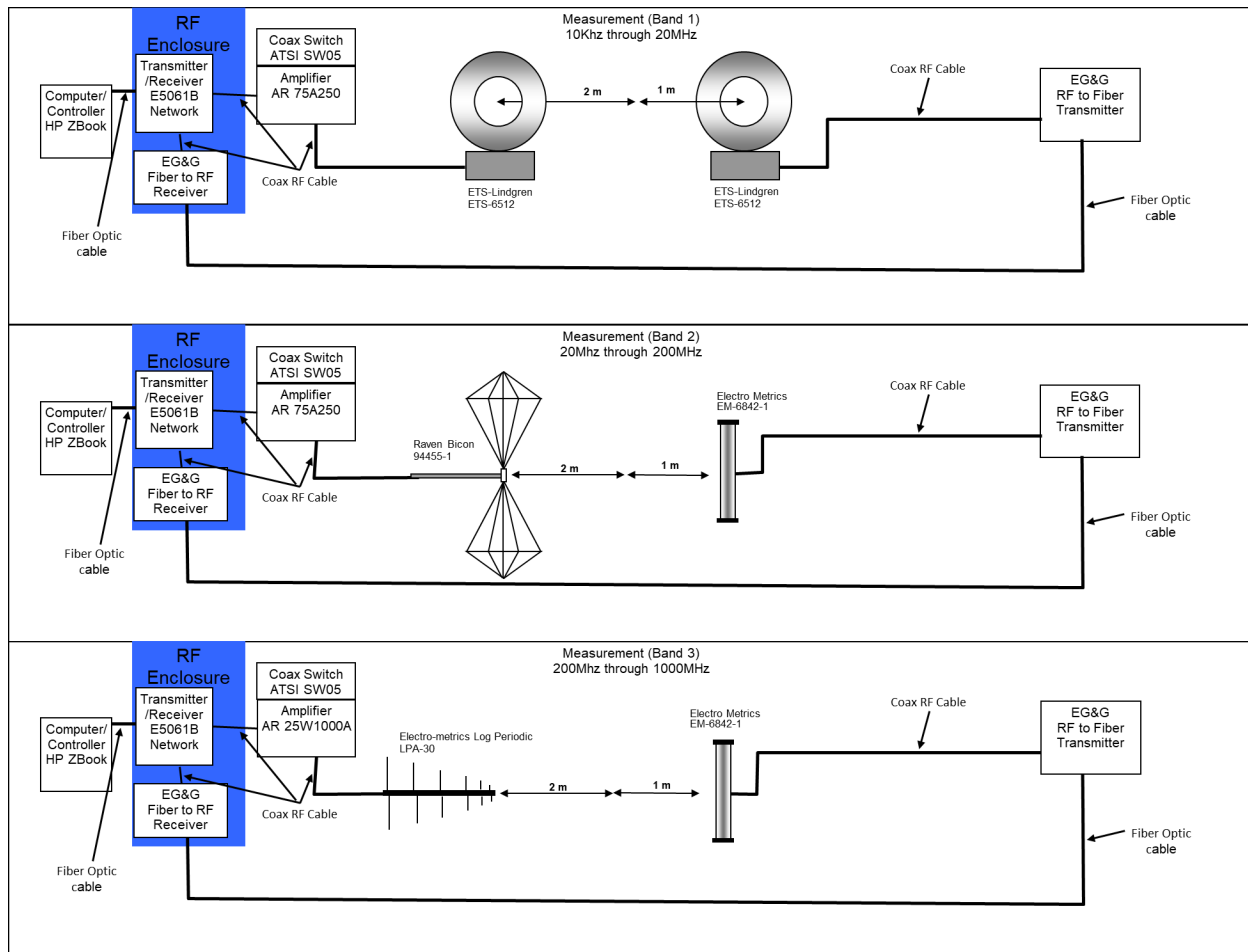 RF
Enclosure
Measurement (Band 1)
10Khz through 20MHz
Coax Switch
ATSI SW05
Amplifier
AR 75A250
Transmitter
/Receiver
E5061B
Network
Computer/
Controller
HP ZBook
EG&G
Fiber to RF
Receiver
Coax RF Cable
Fiber Optic
cable
2 m
1 m
ETS-Lindgren
ETS-6512
ETS-Lindgren
ETS-6512
Coax RF Cable
EG&G
RF to Fiber
Transmitter
Fiber Optic
cable
RF
Enclosure
Measurement (Band 2)
20Mhz through 200MHz
Coax Switch
ATSI SW05
Amplifier
AR 75A250
Transmitter
/Receiver
E5061B
Network
Computer/
Controller
HP ZBook
EG&G
Fiber to RF
Receiver
Coax RF Cable
Fiber Optic
cable
Raven Bicon
94455-1
2 m
1 m
Electro Metrics
EM-6842-1
Coax RF Cable
EG&G
RF to Fiber
Transmitter
Fiber Optic
cable
RF
Enclosure
Measurement (Band 3)
200Mhz through 1000MHz
Coax Switch
ATSI SW05
Amplifier
AR 25W1000A
Transmitter
/Receiver
E5061B
Network
Computer/
Controller
HP ZBook
EG&G
Fiber to RF
Receiver
Coax RF Cable
Fiber Optic
cable
Electro-metrics Log Periodic
LPA-30
2 m
1 m
Electro Metrics
EM-6842-1
Coax RF Cable
EG&G
RF to Fiber
Transmitter
Fiber Optic
cable